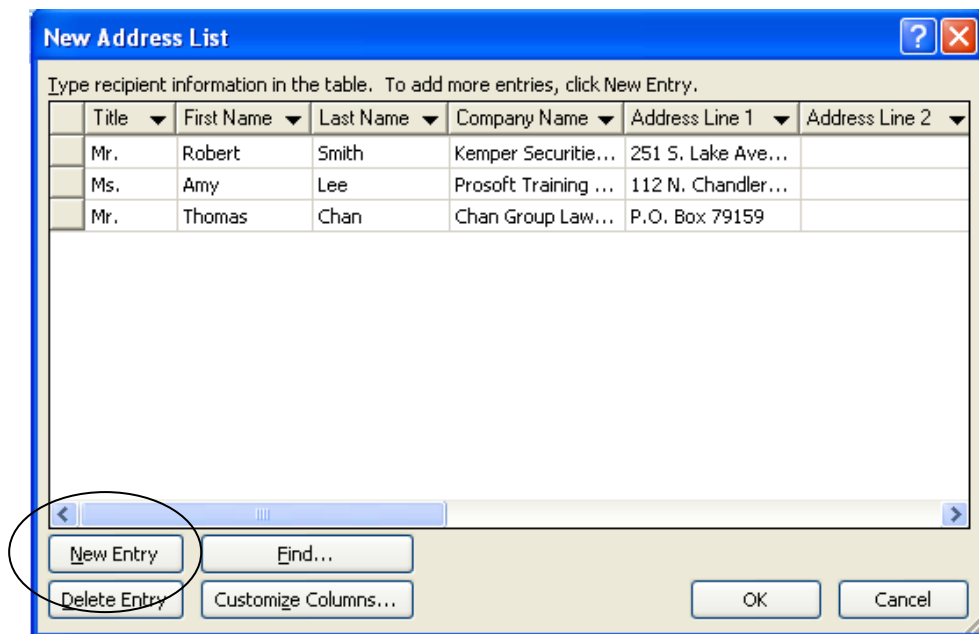 New Address List
Type recipient information in the table. To add more entries, click New Entry.
Title First Name Last Name Company Name Address Line 1 Address Line 2
Mr. Robert Smith Kemper Securitie... 251 S. Lake Ave...
Ms. Amy Lee Prosoft Training ... 112 N. Chandler...
Mr. Thomas Chan Chan Group Law... P.O. Box 79159
New Entry Find...
Delete Entry Customize Columns... OK Cancel